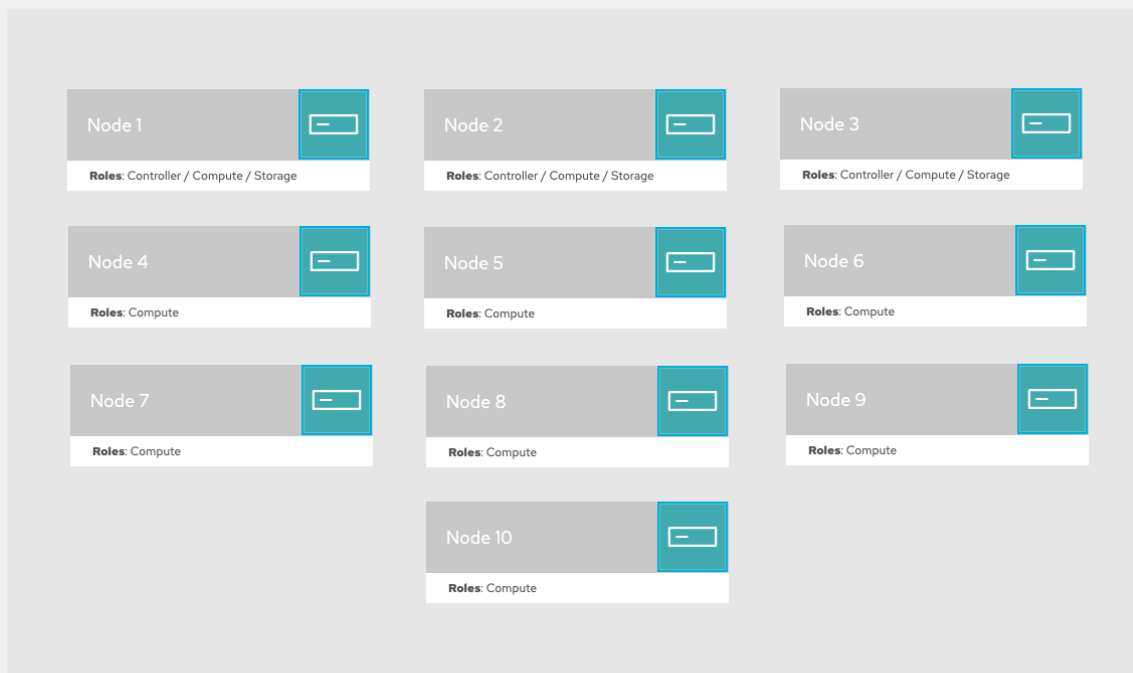 Node 1
Roles: Controller / Compute / Storage
Node 2
Roles: Controller / Compute / Storage
Node 3
Roles: Controller / Compute / Storage
Node 4
Roles: Compute
Node 5
Roles: Compute
Node 6
Roles: Compute
Node 7
Roles: Compute
Node 8
Roles: Compute
Node 9
Roles: Compute
Node 10
Roles: Compute